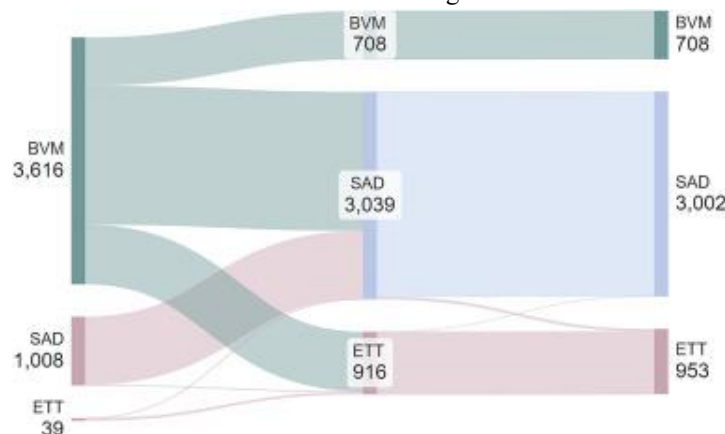 BVM
3,616
SAD
1,008
ETT
39
BVM
708
SAD
3,039
ETT
916
BVM
708
SAD
3,002
ETT
953